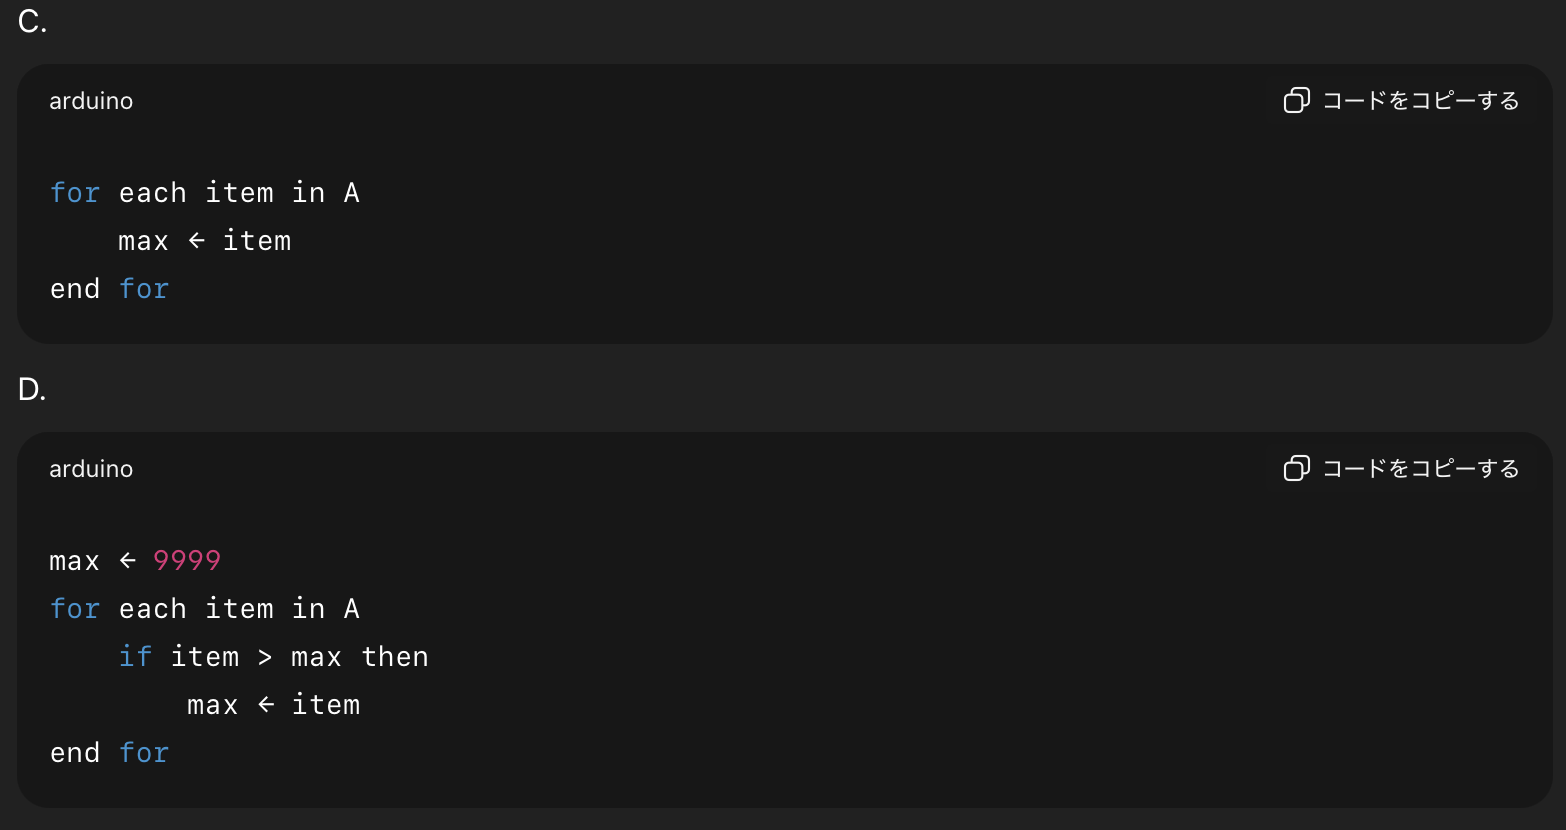 C.
arduino
コードをコピーする
for each item in A
    max ← item
end for
D.
arduino
コードをコピーする
max ← 9999
for each item in A
    if item > max then
        max ← item
end for